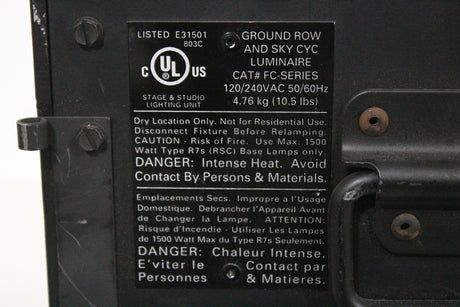 LISTED E31501
803C
C UL US
STAGE & STUDIO
LIGHTING UNIT
GROUND ROW
AND SKY CYC
LUMINAIRE
CAT# FC-SERIES
120/240VAC 50/60Hz
4.76 kg (10.5 lbs)
Dry Location Only. Not for Residential Use.
Disconnect Fixture Before Relamping.
CAUTION - Risk of Fire. Use Max. 1500
Watt Type R7s (RSC) Base Lamps only.
DANGER: Intense Heat. Avoid
Contact By Persons & Materials.
Emplacements Secs. Impropre a l'Usage
Domestique. Debrancher l'Appareil Avant
de Changer la Lampe. ATTENTION:
Risque d'Incendie - Utiliser Les Lampes
de 1500 Watt Max du Type R7s Seulement.
DANGER: Chaleur Intense.
E'viter le Contact par
Personnes & Matieres.